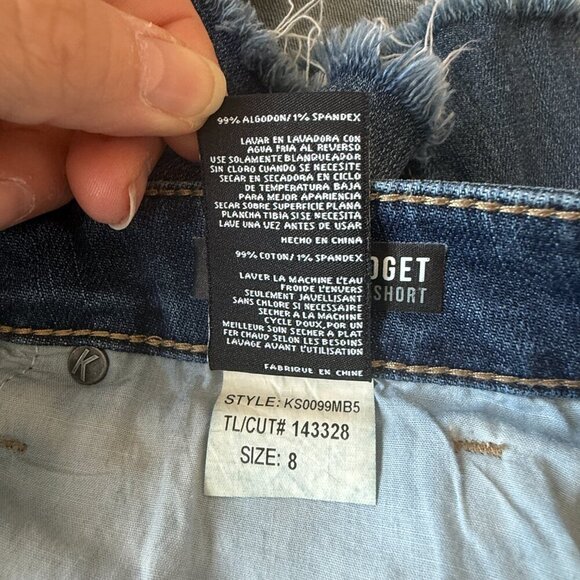 99% ALGODON/1% SPANDEX
LAVAR EN LAVADORA CON
AGUA FRIA AL REVERSO
USE SOLAMENTE BLANQUEADOR
SIN CLORO CUANDO SE NECESITE
SECAR EN SECADORA EN CICLO
DE TEMPERATURA BAJA
PARA MEJOR APARIENCIA
SECAR SOBRE SUPERFICIE PLANA
PLANCHA TIBIA SI SE NECESITA
LAVE UNA VEZ ANTES DE USAR
HECHO EN CHINA
99% COTON/1% SPANDEX
LAVER LA MACHINE L'EAU
FROIDE L'ENVERS
SEULEMENT JAVELLISANT
SANS CHLORE SI NECESSAIRE
SECHER A LA MACHINE
CYCLE DOUX, POR UN
MEILLEUR SOIN SECHER A PLAT
FER CHAUD SELON LES BESOINS
LAVAGE AVANT L'UTILISATION
FABRIQUE EN CHINE
DGET
SHORT
K
STYLE: KS0099MB5
TL/CUT# 143328
SIZE: 8